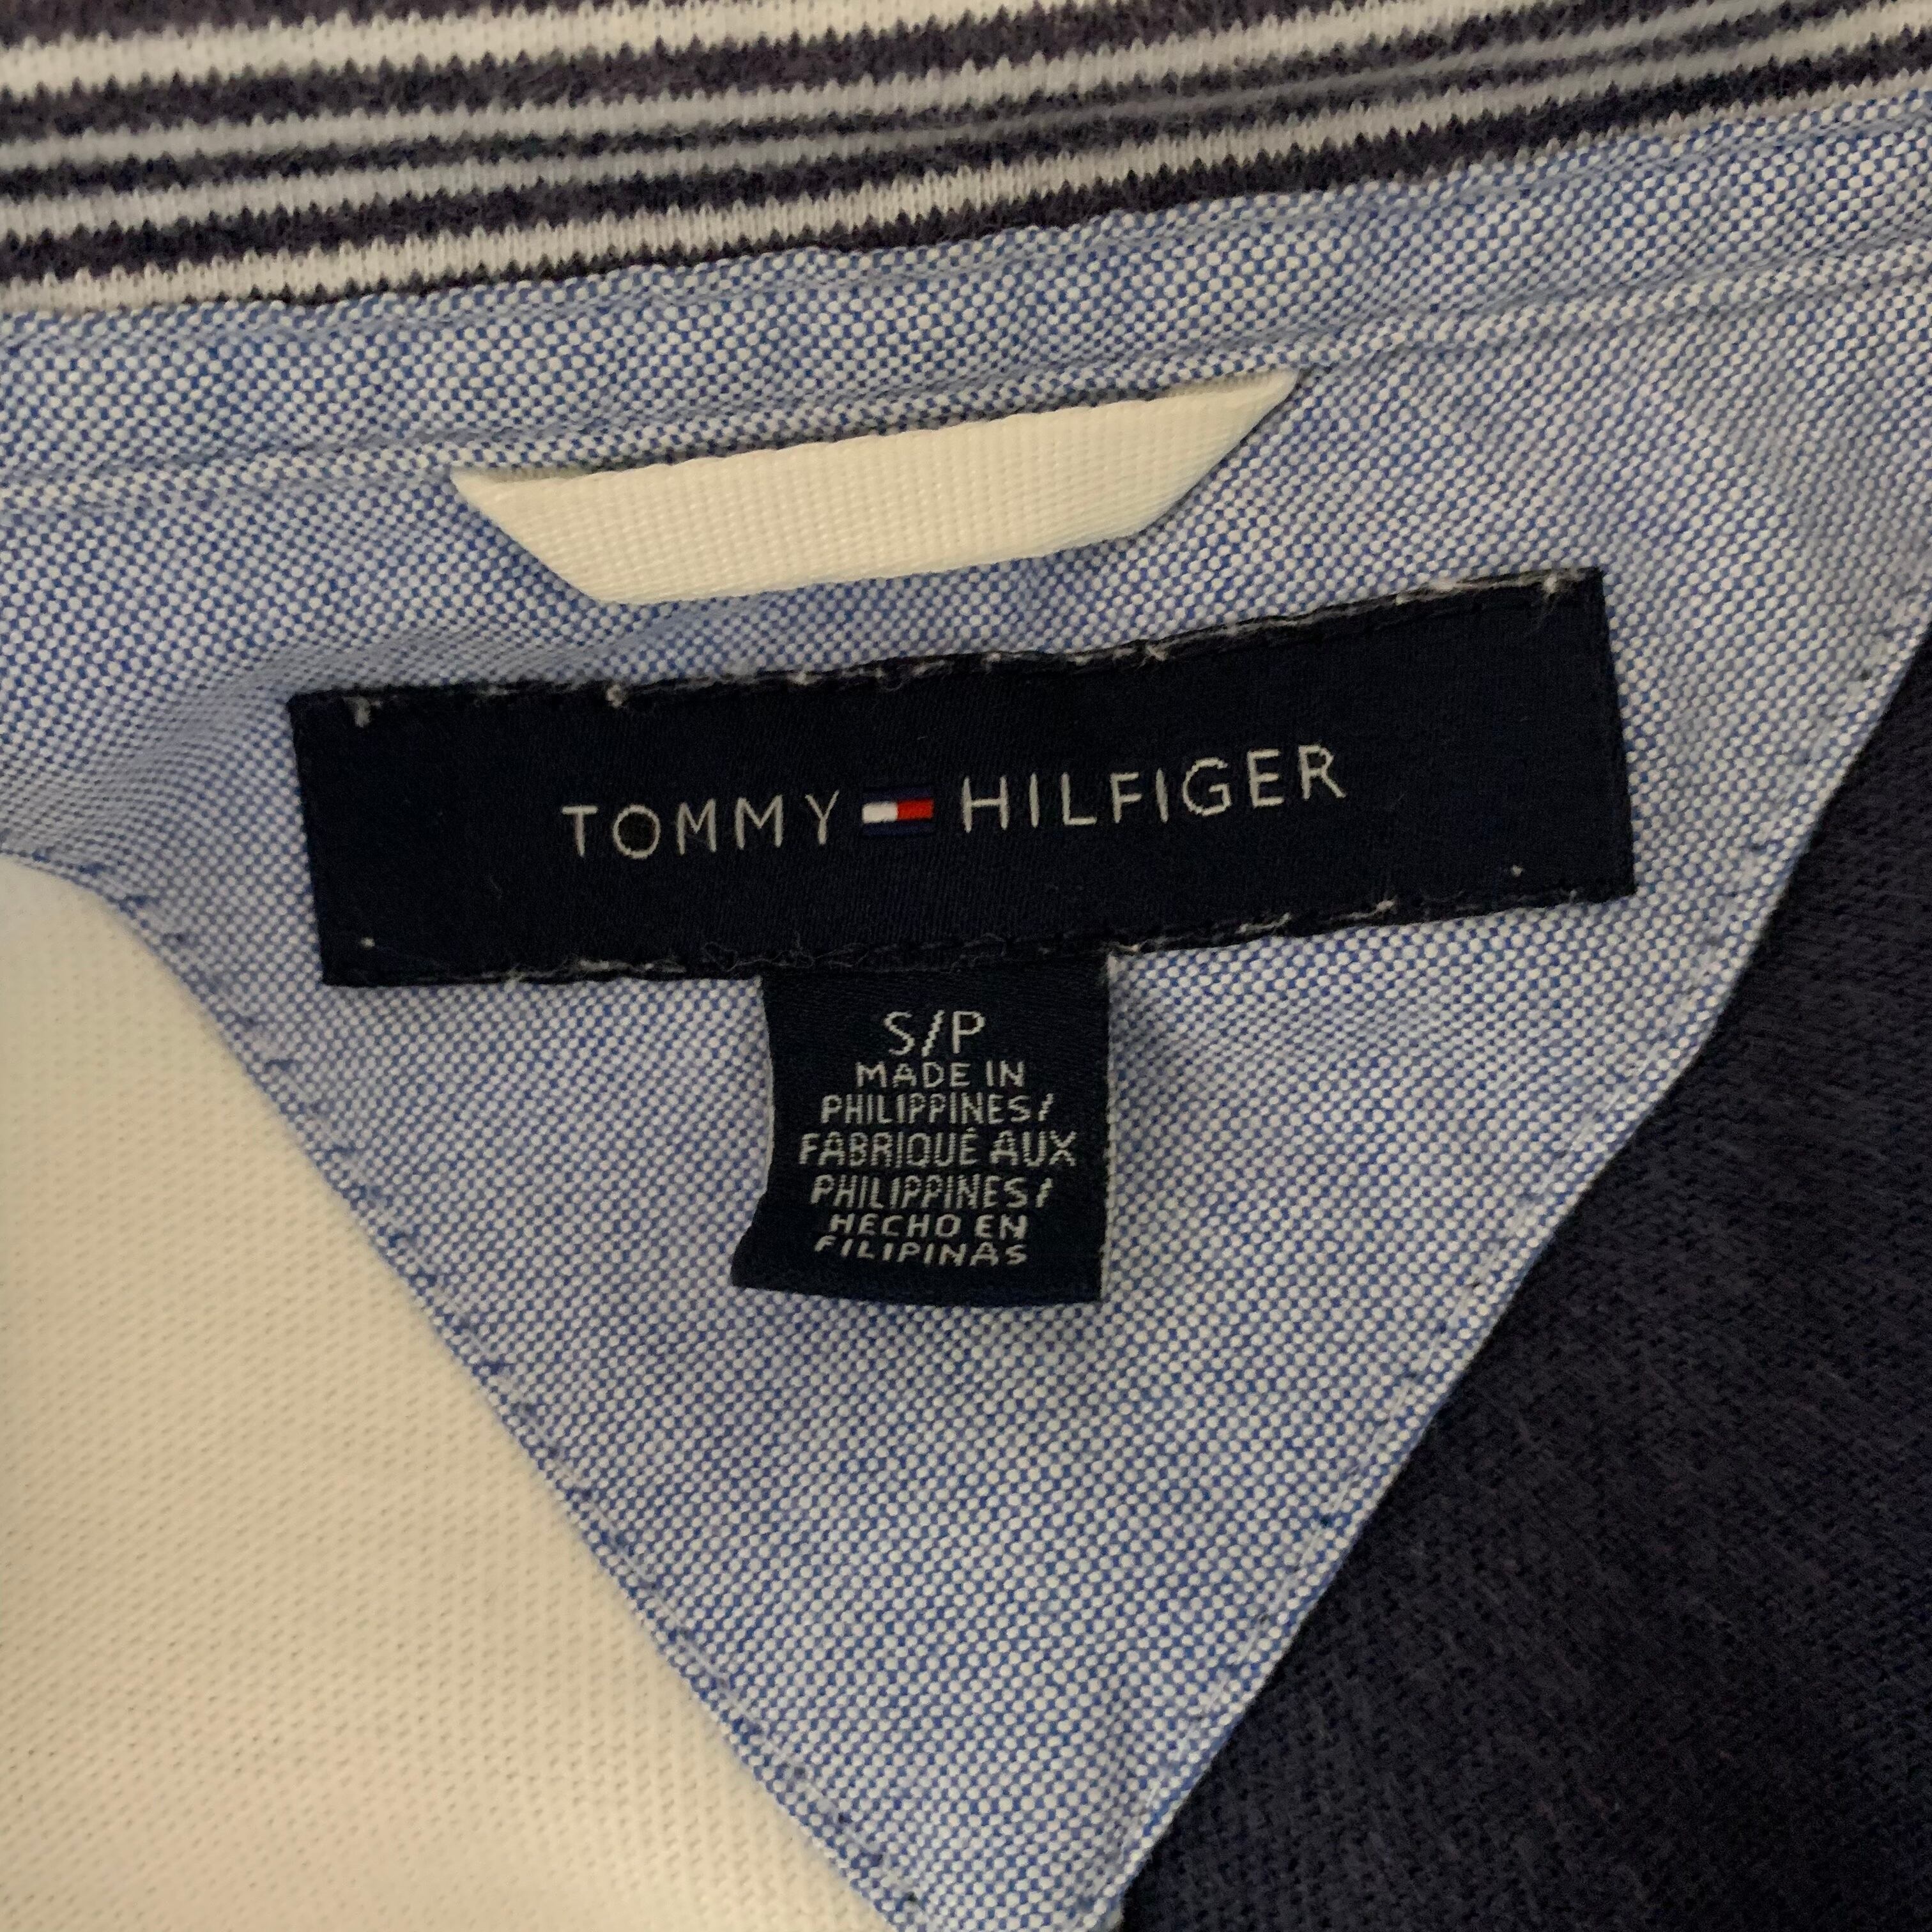 TOMMY HILFIGER
S/P
MADE IN
PHILIPPINES/
FABRIQUÉ AUX
PHILIPPINES/
HECHO EN
FILIPINAS